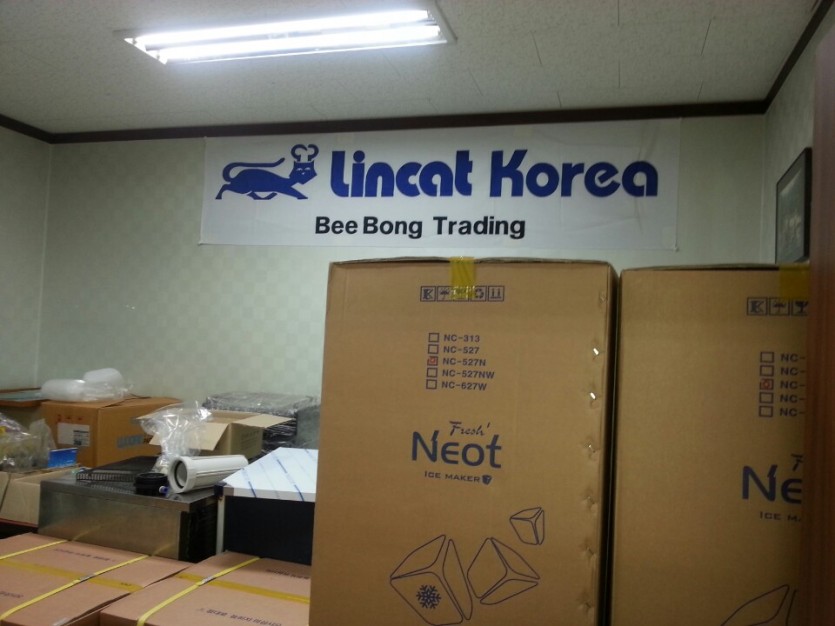 Lincat Korea
Bee Bong Trading
NC-313
NC-527
NC-527N
NC-527NW
NC-627W
Fresh'
Neot
ICE MAKER
NC-
NC-
NC-
NC-
NC-
Ne
ICE M